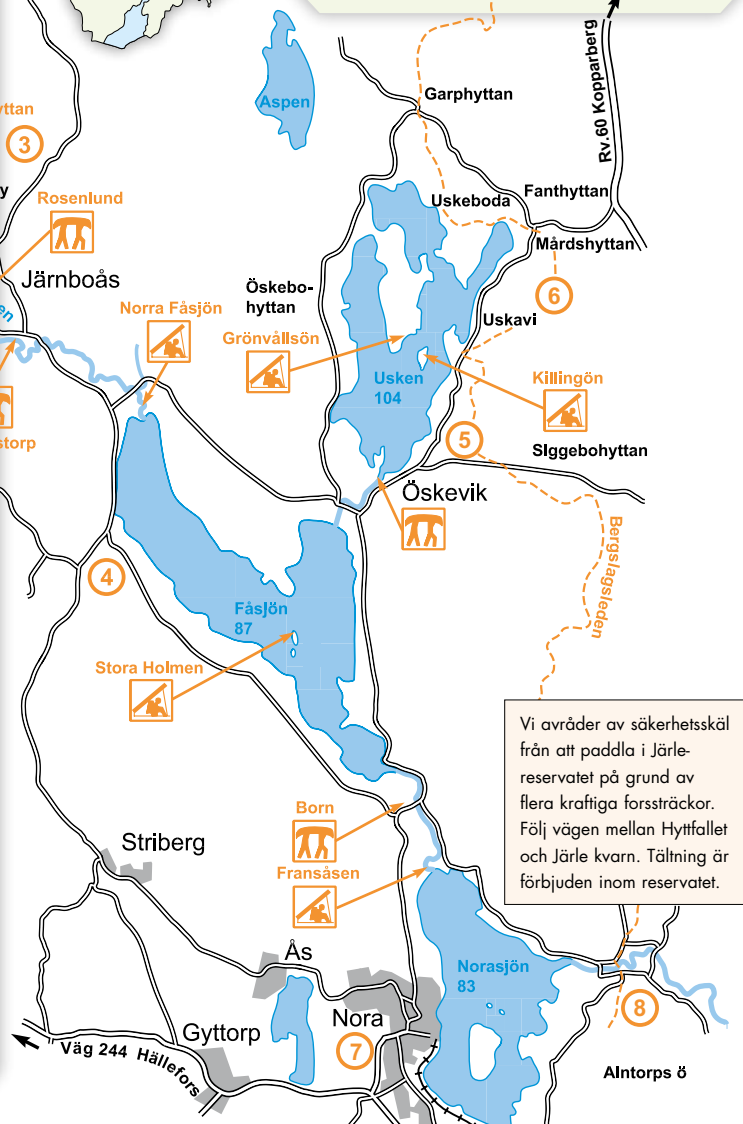 Aspen
Garphyttan
Rv.60 Kopparberg
yttan
3
y
Rosenlund
Uskeboda
Fanthyttan
Mårdshyttan
6
Järnboås
Öskebo-
hyttan
Norra Fåsjön
en
Uskavi
Grönvållsön
Usken
104
Killingön
storp
5
SIggebohyttan
Öskevik
Bergslagsleden
4
Fåsjön
87
Stora Holmen
Vi avråder av säkerhetsskäl
från att paddla i Järle-
reservatet på grund av
flera kraftiga forssträckor.
Följ vägen mellan Hyttfallet
och Järle kvarn. Tältning är
förbjuden inom reservatet.
Born
Striberg
Fransåsen
Ås
Norasjön
83
Nora
7
8
Gyttorp
Väg 244 Hällefors
Alntorps ö